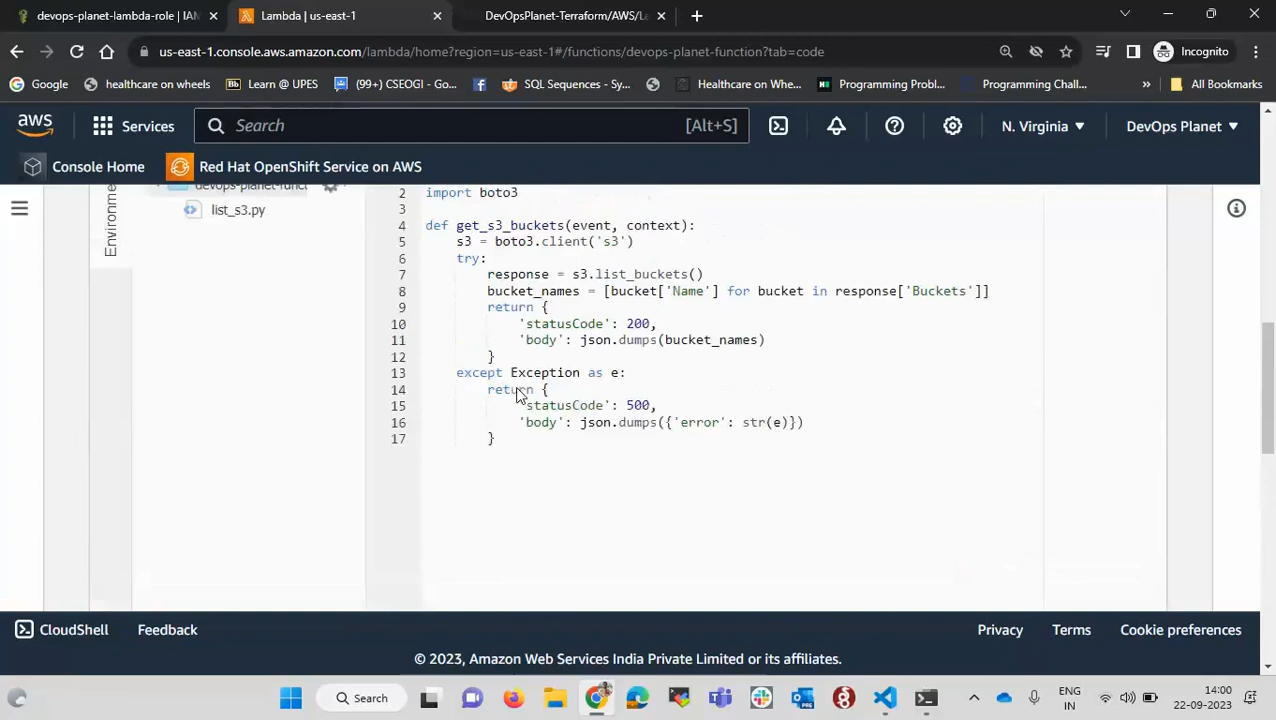 devops-planet-lambda-role | IAM
Lambda | us-east-1
DevOpsPlanet-Terraform/AWS/La
us-east-1.console.aws.amazon.com/lambda/home?region=us-east-1#/functions/devops-planet-function?tab=code
Incognito
Google
healthcare on wheels
Bb Learn @ UPES
(99+) CSEOGI - Go...
SQL Sequences - Sy...
Healthcare on Whe...
Programming Probl...
Programming Chall...
All Bookmarks
aws
Services
Search
[Alt+S]
N. Virginia
DevOps Planet
Console Home
Red Hat OpenShift Service on AWS
Environme
devops-planet-funct
list_s3.py
2 import boto3
3
4 def get_s3_buckets(event, context):
5 s3 = boto3.client('s3')
6 try:
7 response = s3.list_buckets()
8 bucket_names = [bucket['Name'] for bucket in response['Buckets']]
9 return {
10 'statusCode': 200,
11 'body': json.dumps(bucket_names)
12 }
13 except Exception as e:
14 return {
15 'statusCode': 500,
16 'body': json.dumps({'error': str(e)})
17 }
CloudShell
Feedback
Privacy
Terms
Cookie preferences
© 2023, Amazon Web Services India Private Limited or its affiliates.
Search
ENG
IN
14:00
22-09-2023